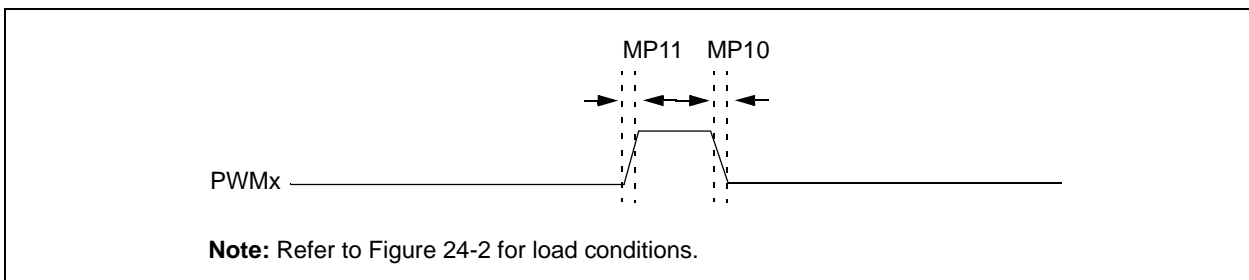 MP11 MP10
PWMx
Note: Refer to Figure 24-2 for load conditions.